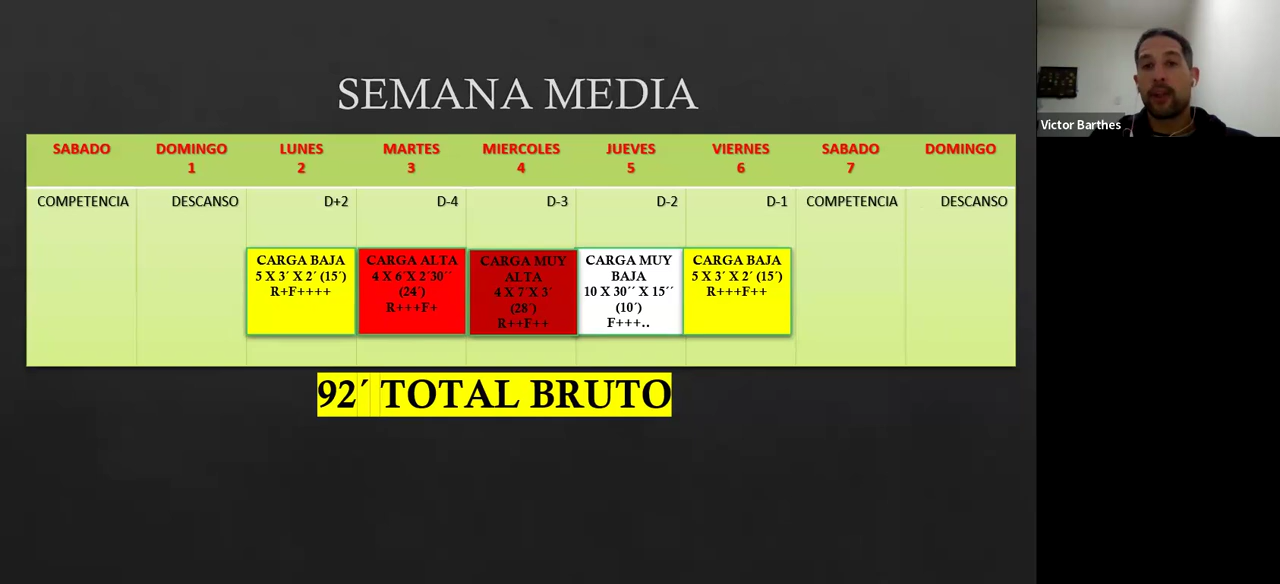 SEMANA MEDIA
SABADO
DOMINGO
1
LUNES
2
MARTES
3
MIERCOLES
4
JUEVES
5
VIERNES
6
SABADO
7
DOMINGO
COMPETENCIA
DESCANSO
D+2
D-4
D-3
D-2
D-1
COMPETENCIA
DESCANSO
CARGA BAJA
5 X 3´ X 2´ (15´)
R+F++++
CARGA ALTA
4 X 6´X 2´30´´
(24´)
R+++F+
CARGA MUY
ALTA
4 X 7´X 3´
(28´)
R++F++
CARGA MUY
BAJA
10 X 30´´ X 15´´
(10´)
F+++..
CARGA BAJA
5 X 3´ X 2´ (15´)
R+++F++
92´ TOTAL BRUTO
Victor Barthes